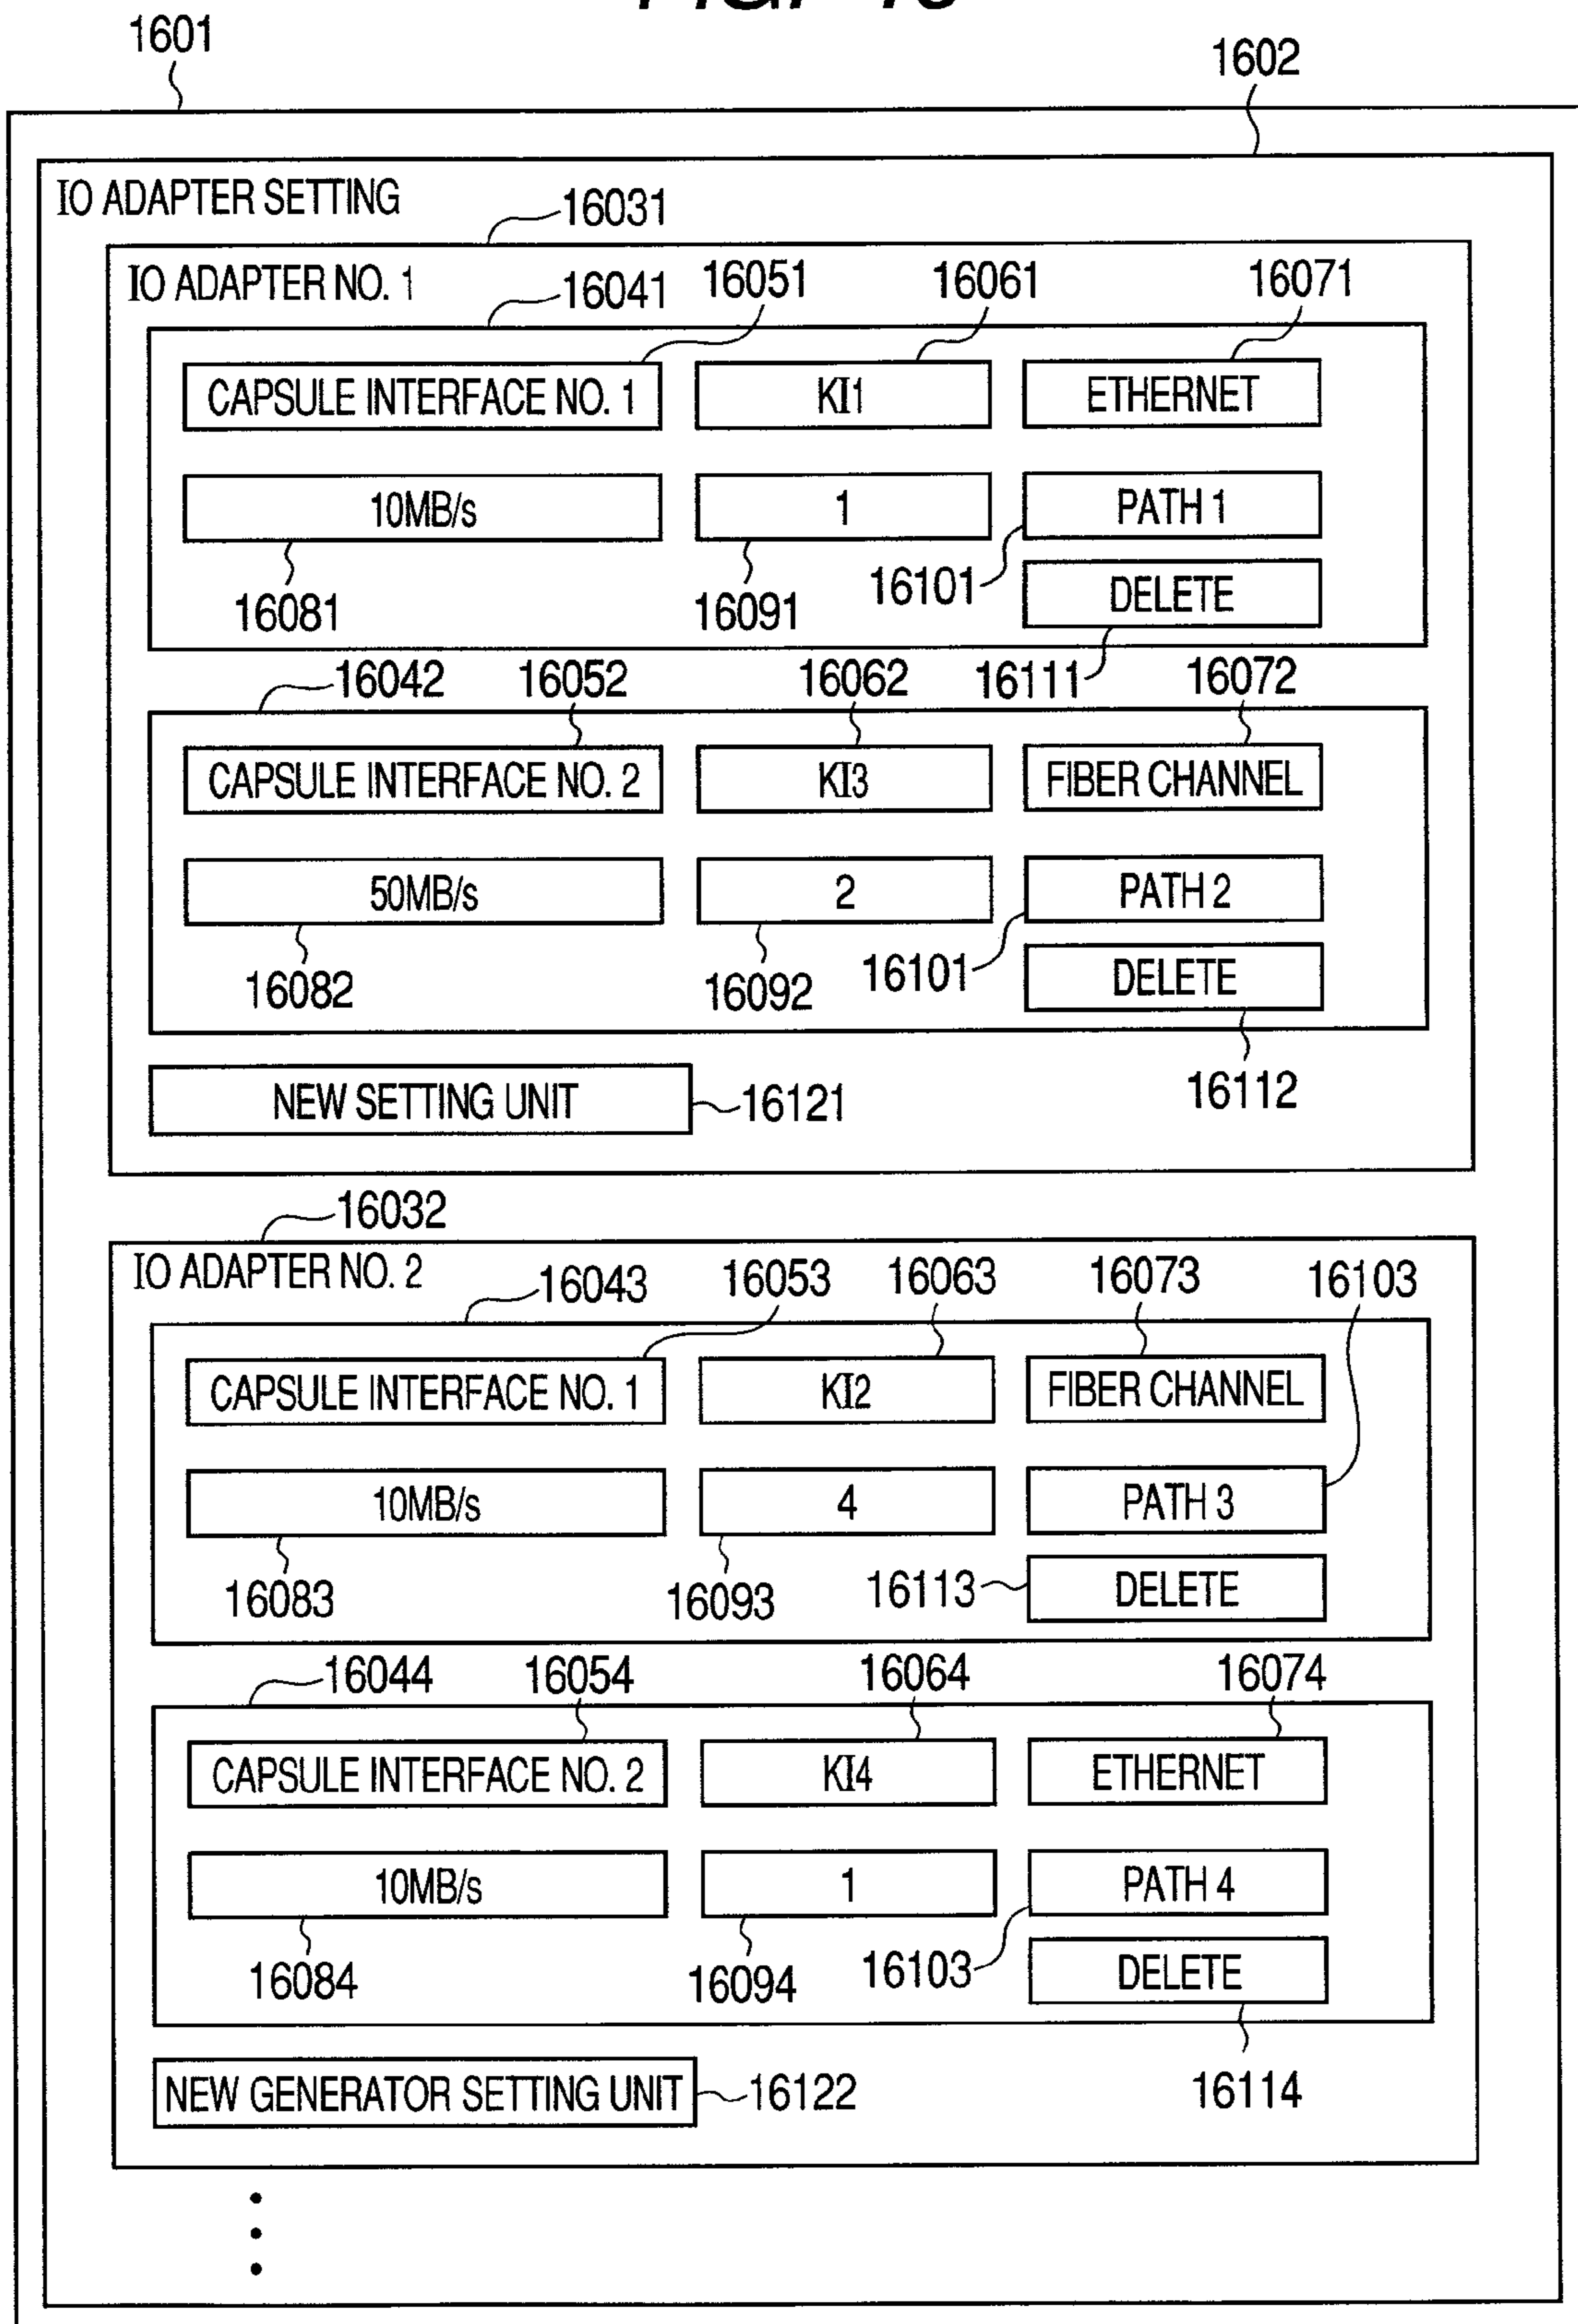 1601
1602
IO ADAPTER SETTING
16031
IO ADAPTER NO. 1
16041
16051
16061
16071
CAPSULE INTERFACE NO. 1
KI1
ETHERNET
10MB/s
1
PATH 1
16081
16091
16101
DELETE
16111
16042
16052
16062
16072
CAPSULE INTERFACE NO. 2
KI3
FIBER CHANNEL
50MB/s
2
PATH 2
16082
16092
16101
DELETE
16112
NEW SETTING UNIT
16121
16032
IO ADAPTER NO. 2
16043
16053
16063
16073
16103
CAPSULE INTERFACE NO. 1
KI2
FIBER CHANNEL
10MB/s
4
PATH 3
16083
16093
16113
DELETE
16044
16054
16064
16074
CAPSULE INTERFACE NO. 2
KI4
ETHERNET
10MB/s
1
PATH 4
16084
16094
16103
DELETE
16114
NEW GENERATOR SETTING UNIT
16122